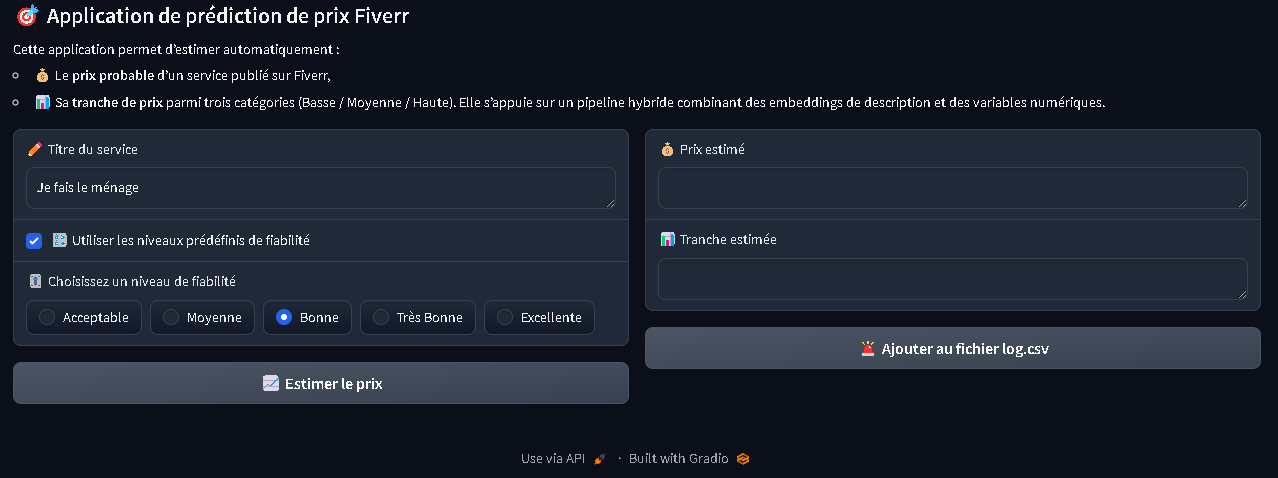 Application de prédiction de prix Fiverr
Cette application permet d'estimer automatiquement :
Le prix probable d'un service publié sur Fiverr,
Sa tranche de prix parmi trois catégories (Basse / Moyenne / Haute). Elle s'appuie sur un pipeline hybride combinant des embeddings de description et des variables numériques.
Titre du service
Je fais le ménage
Utiliser les niveaux prédéfinis de fiabilité
Choisissez un niveau de fiabilité
Acceptable Moyenne Bonne Très Bonne Excellente
Estimer le prix
Prix estimé
Tranche estimée
Ajouter au fichier log.csv
Use via API · Built with Gradio